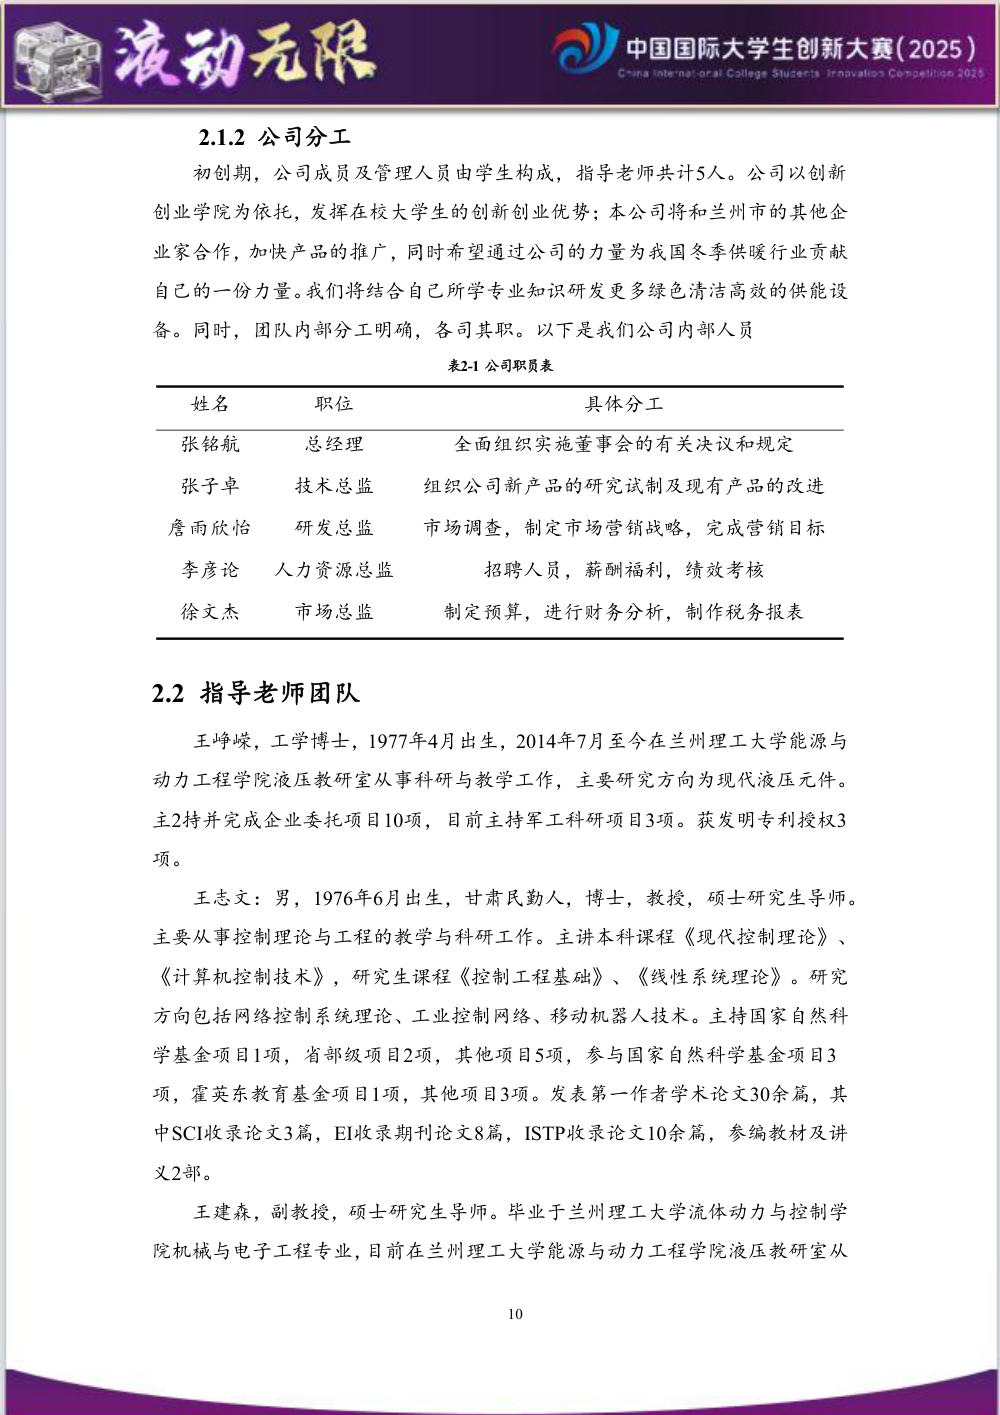 液动无限
中国国际大学生创新大赛(2025)
China International College Students' Innovation Competition 2025
2.1.2 公司分工
初创期，公司成员及管理人员由学生构成，指导老师共计5人。公司以创新
创业学院为依托，发挥在校大学生的创新创业优势；本公司将和兰州市的其他企
业家合作，加快产品的推广，同时希望通过公司的力量为我国冬季供暖行业贡献
自己的一份力量。我们将结合自己所学专业知识研发更多绿色清洁高效的供能设
备。同时，团队内部分工明确，各司其职。以下是我们公司内部人员
表2-1 公司职员表
姓名 职位 具体分工
张铭航 总经理 全面组织实施董事会的有关决议和规定
张子卓 技术总监 组织公司新产品的研究试制及现有产品的改进
詹雨欣怡 研发总监 市场调查，制定市场营销战略，完成营销目标
李彦论 人力资源总监 招聘人员，薪酬福利，绩效考核
徐文杰 市场总监 制定预算，进行财务分析，制作税务报表
2.2 指导老师团队
王峥嵘，工学博士，1977年4月出生，2014年7月至今在兰州理工大学能源与
动力工程学院液压教研室从事科研与教学工作，主要研究方向为现代液压元件。
主2持并完成企业委托项目10项，目前主持军工科研项目3项。获发明专利授权3
项。
王志文：男，1976年6月出生，甘肃民勤人，博士，教授，硕士研究生导师。
主要从事控制理论与工程的教学与科研工作。主讲本科课程《现代控制理论》、
《计算机控制技术》，研究生课程《控制工程基础》、《线性系统理论》。研究
方向包括网络控制系统理论、工业控制网络、移动机器人技术。主持国家自然科
学基金项目1项，省部级项目2项，其他项目5项，参与国家自然科学基金项目3
项，霍英东教育基金项目1项，其他项目3项。发表第一作者学术论文30余篇，其
中SCI收录论文3篇，EI收录期刊论文8篇，ISTP收录论文10余篇，参编教材及讲
义2部。
王建森，副教授，硕士研究生导师。毕业于兰州理工大学流体动力与控制学
院机械与电子工程专业，目前在兰州理工大学能源与动力工程学院液压教研室从
10